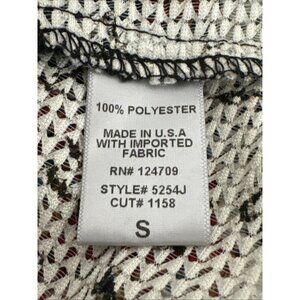 100% POLYESTER
MADE IN U.S.A
WITH IMPORTED
FABRIC
RN# 124709
STYLE# 5254J
CUT# 1158
S